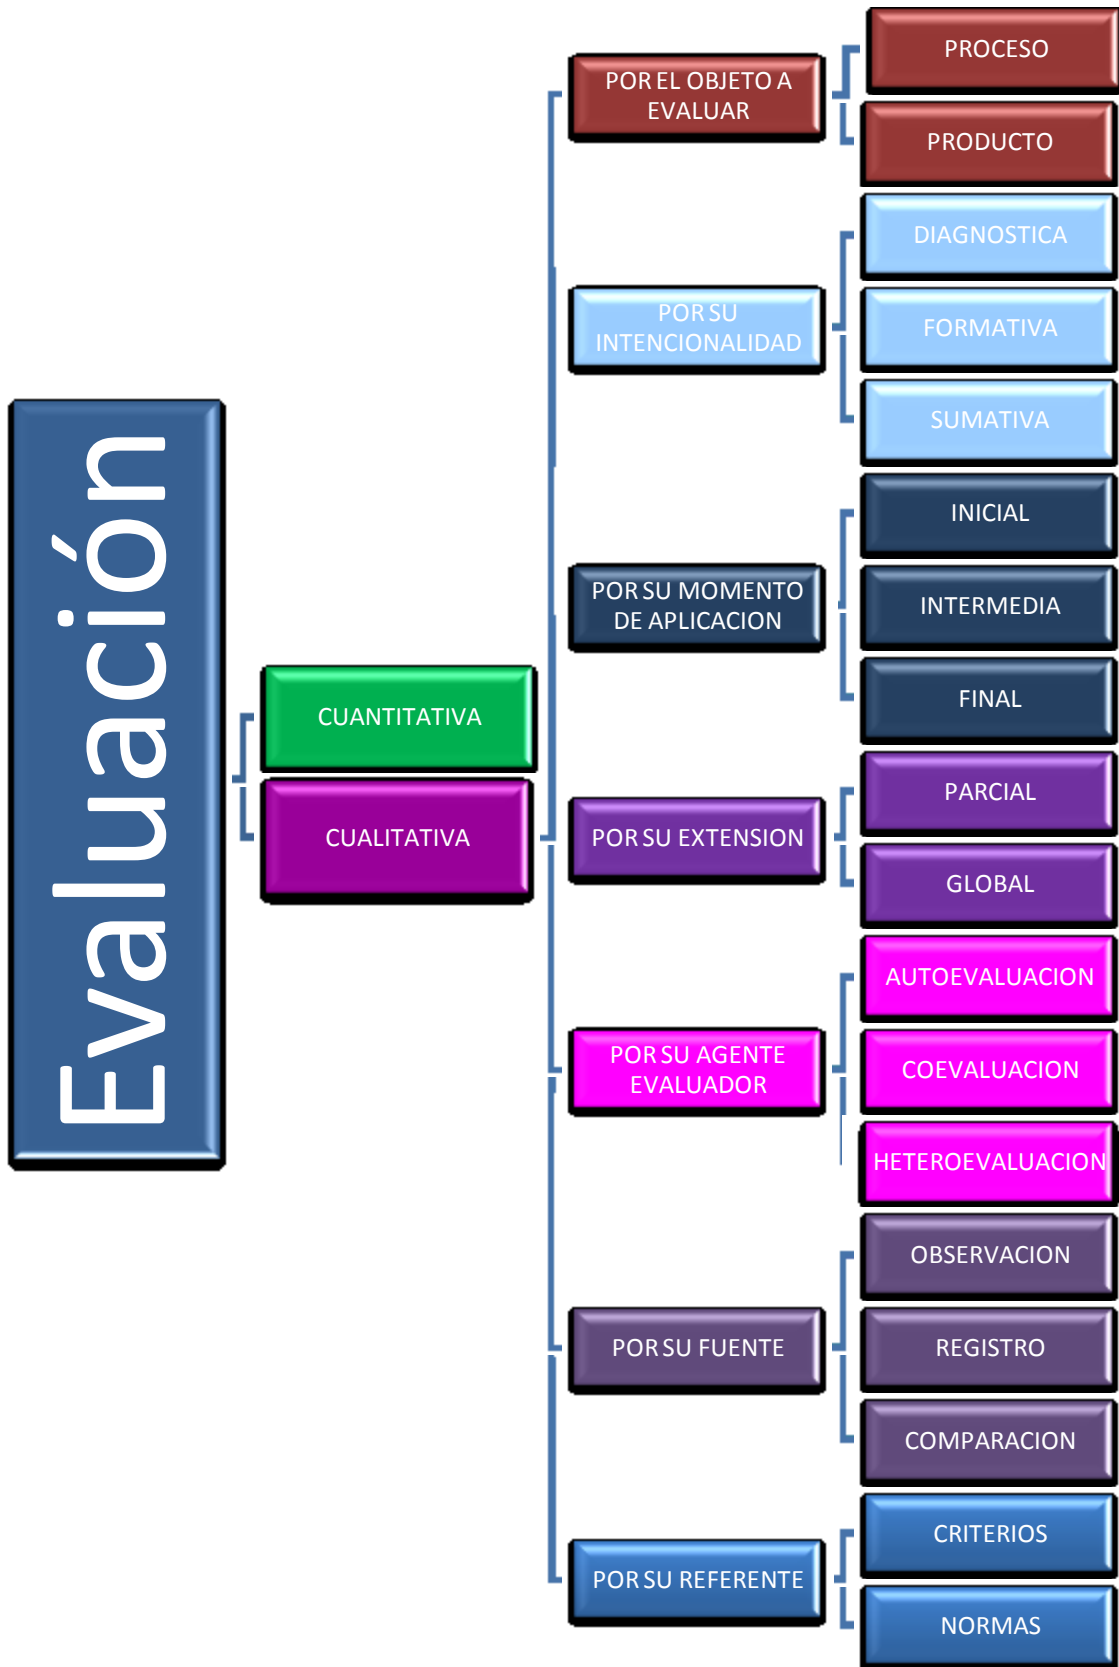 Evaluación
CUANTITATIVA
CUALITATIVA
POR EL OBJETO A
EVALUAR
PROCESO
PRODUCTO
POR SU
INTENCIONALIDAD
DIAGNOSTICA
FORMATIVA
SUMATIVA
POR SU MOMENTO
DE APLICACION
INICIAL
INTERMEDIA
FINAL
POR SU EXTENSION
PARCIAL
GLOBAL
POR SU AGENTE
EVALUADOR
AUTOEVALUACION
COEVALUACION
HETEROEVALUACION
POR SU FUENTE
OBSERVACION
REGISTRO
COMPARACION
POR SU REFERENTE
CRITERIOS
NORMAS